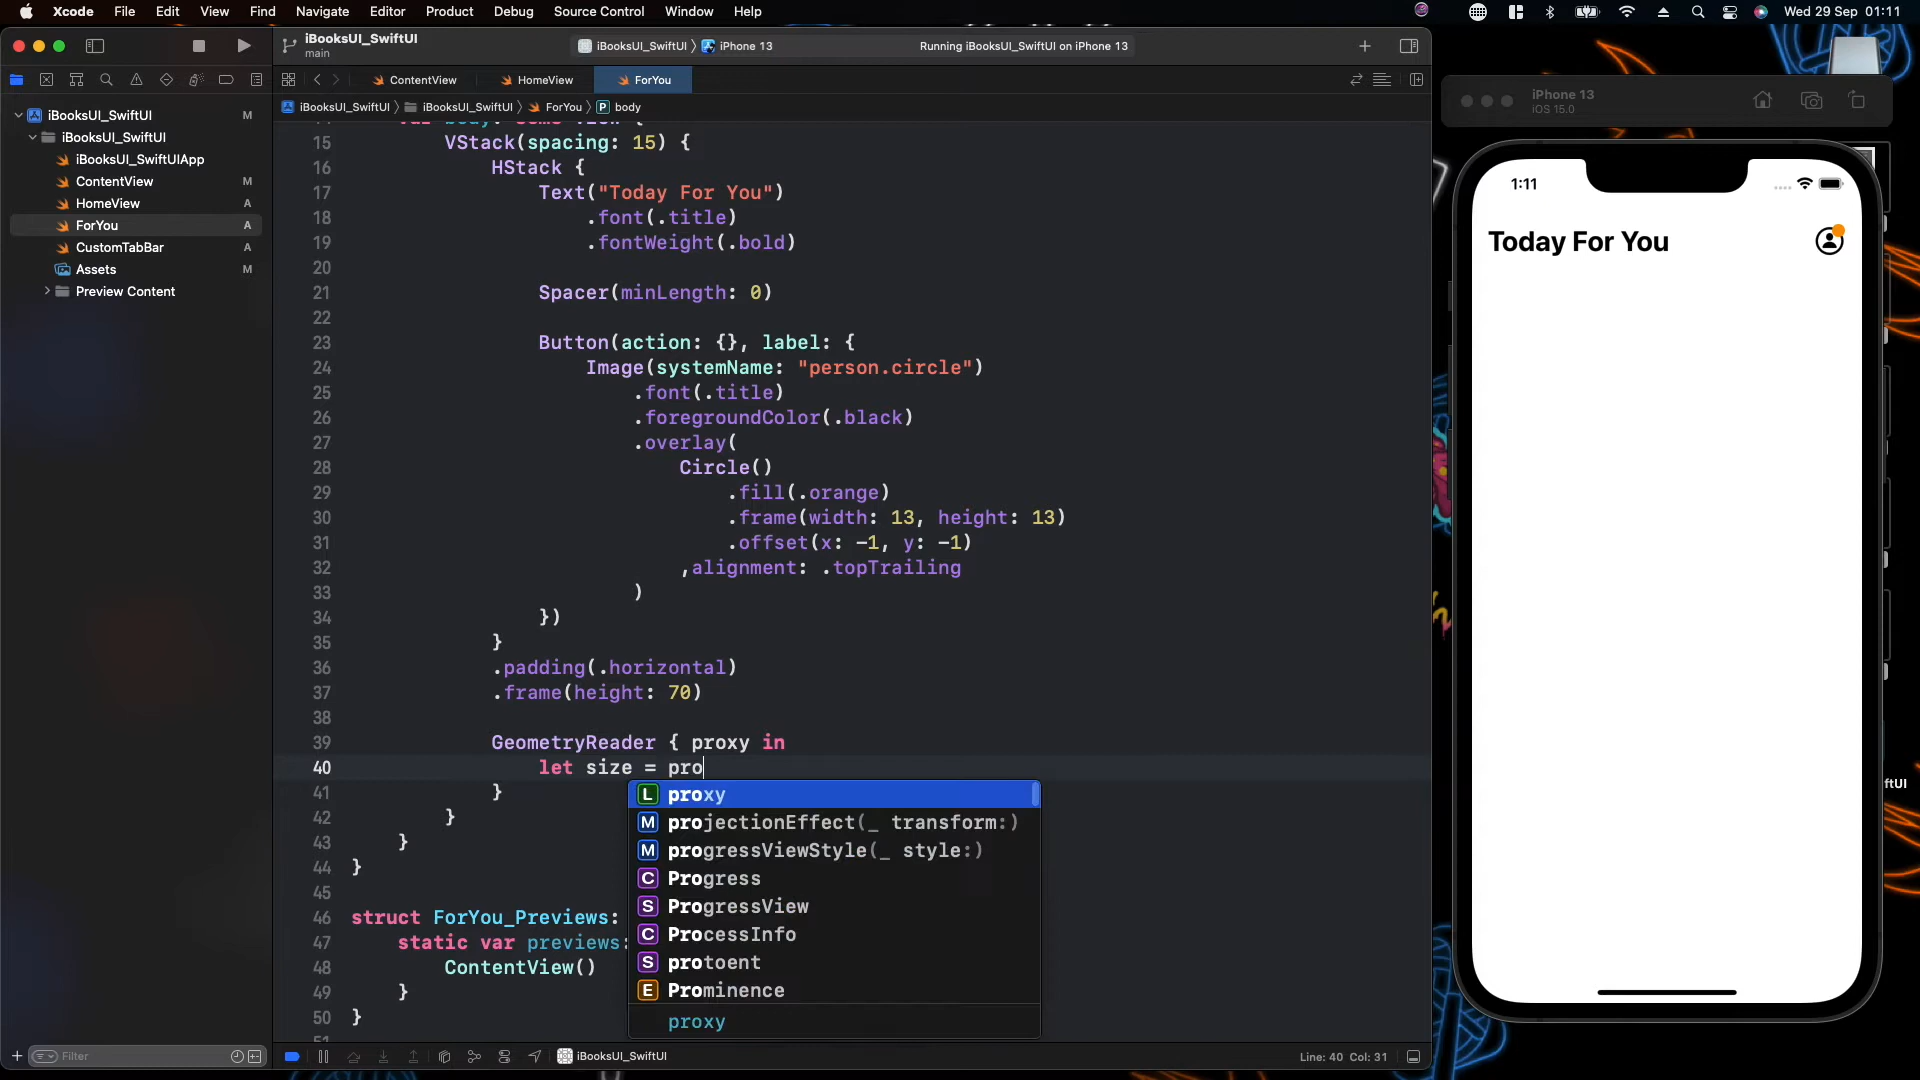 Xcode File Edit View Find Navigate Editor Product Debug Source Control Window Help Wed 29 Sep 01:11
iBooksUI_SwiftUI
main
iBooksUI_SwiftUI iPhone 13 Running iBooksUI_SwiftUI on iPhone 13
ContentView HomeView ForYou
iBooksUI_SwiftUI iBooksUI_SwiftUI ForYou P body
iBooksUI_SwiftUI M
iBooksUI_SwiftUI
iBooksUI_SwiftUIApp
ContentView M
HomeView A
ForYou A
CustomTabBar A
Assets M
Preview Content
15 VStack(spacing: 15) {
16 HStack {
17 Text("Today For You")
18 .font(.title)
19 .fontWeight(.bold)
20
21 Spacer(minLength: 0)
22
23 Button(action: {}, label: {
24 Image(systemName: "person.circle")
25 .font(.title)
26 .foregroundColor(.black)
27 .overlay(
28 Circle()
29 .fill(.orange)
30 .frame(width: 13, height: 13)
31 .offset(x: -1, y: -1)
32 ,alignment: .topTrailing
33 )
34 })
35 }
36 .padding(.horizontal)
37 .frame(height: 70)
38
39 GeometryReader { proxy in
40 let size = pro
41 }
42 }
43 }
44 }
45
46 struct ForYou_Previews:
47 static var previews:
48 ContentView()
49 }
50 }
L proxy
M projectionEffect(_ transform:)
M progressViewStyle(_ style:)
C Progress
S ProgressView
C ProcessInfo
S protoent
E Prominence
proxy
Filter
iBooksUI_SwiftUI
Line: 40 Col: 31
iPhone 13
iOS 15.0
1:11
Today For You
ftUI